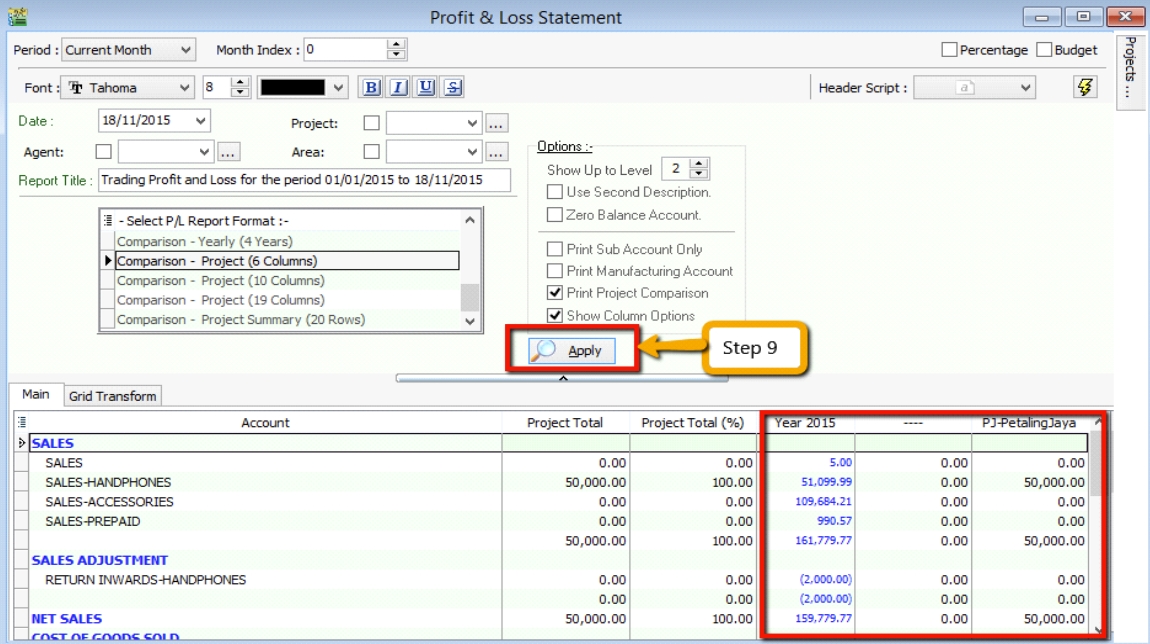 Profit & Loss Statement
Period : Current Month Month Index : 0 Percentage Budget
Projects ...
Font : Tahoma 8 B I U S Header Script : a
Date : 18/11/2015 Project: ...
Agent: ... Area: ...
Report Title : Trading Profit and Loss for the period 01/01/2015 to 18/11/2015
Options :-
Show Up to Level 2
Use Second Description.
Zero Balance Account.
Print Sub Account Only
Print Manufacturing Account
Print Project Comparison
Show Column Options
- Select P/L Report Format :-
Comparison - Yearly (4 Years)
Comparison - Project (6 Columns)
Comparison - Project (10 Columns)
Comparison - Project (19 Columns)
Comparison - Project Summary (20 Rows)
Apply Step 9
Main Grid Transform
Account Project Total Project Total (%) Year 2015 ---- PJ-PetalingJaya
SALES
SALES 0.00 0.00 5.00 0.00 0.00
SALES-HANDPHONES 50,000.00 100.00 51,099.99 0.00 50,000.00
SALES-ACCESSORIES 0.00 0.00 109,684.21 0.00 0.00
SALES-PREPAID 0.00 0.00 990.57 0.00 0.00
50,000.00 100.00 161,779.77 0.00 50,000.00
SALES ADJUSTMENT
RETURN INWARDS-HANDPHONES 0.00 0.00 (2,000.00) 0.00 0.00
0.00 0.00 (2,000.00) 0.00 0.00
NET SALES 50,000.00 100.00 159,779.77 0.00 50,000.00
COST OF GOODS SOLD